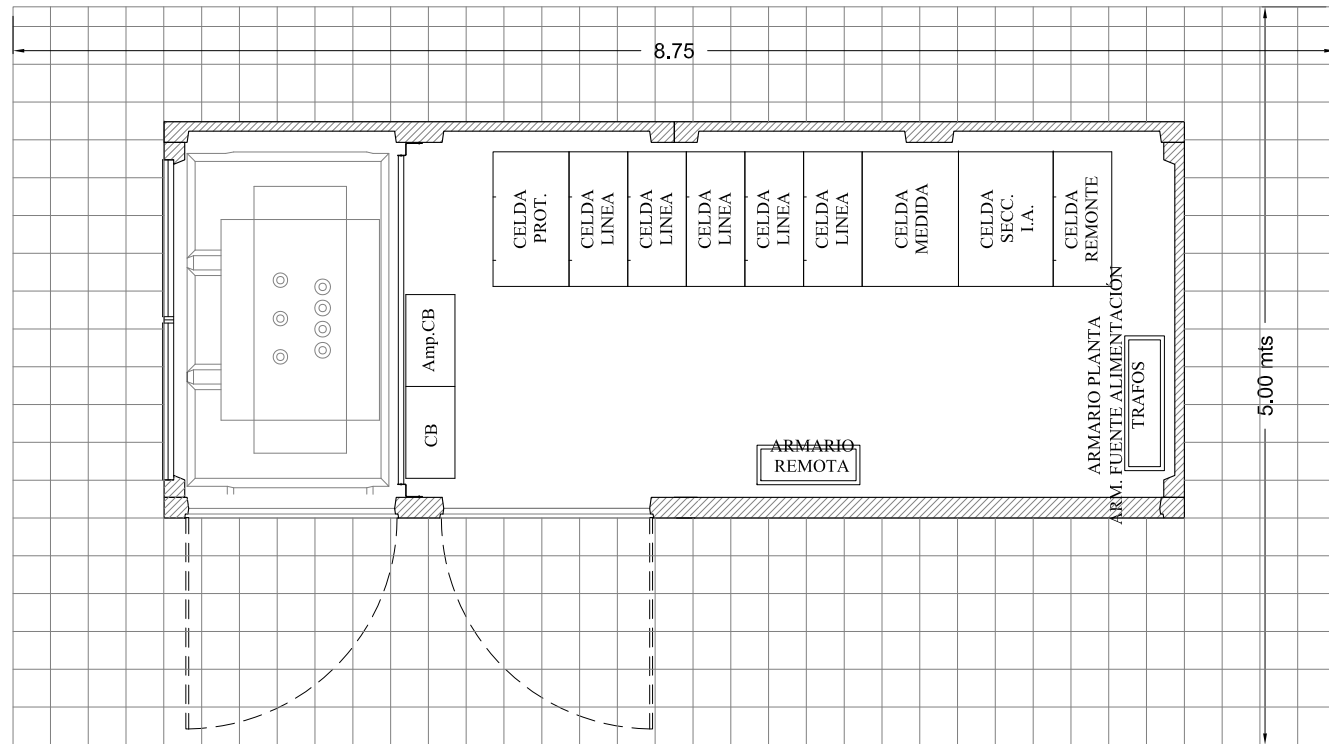 8.75
CELDA
PROT.
CELDA
LINEA
CELDA
LINEA
CELDA
LINEA
CELDA
LINEA
CELDA
LINEA
CELDA
MEDIDA
CELDA
SECC.
I.A.
CELDA
REMONTE
Amp.CB
CB
ARMARIO
REMOTA
ARMARIO PLANTA
ARM. FUENTE ALIMENTACIÓN
TRAFOS
5.00 mts